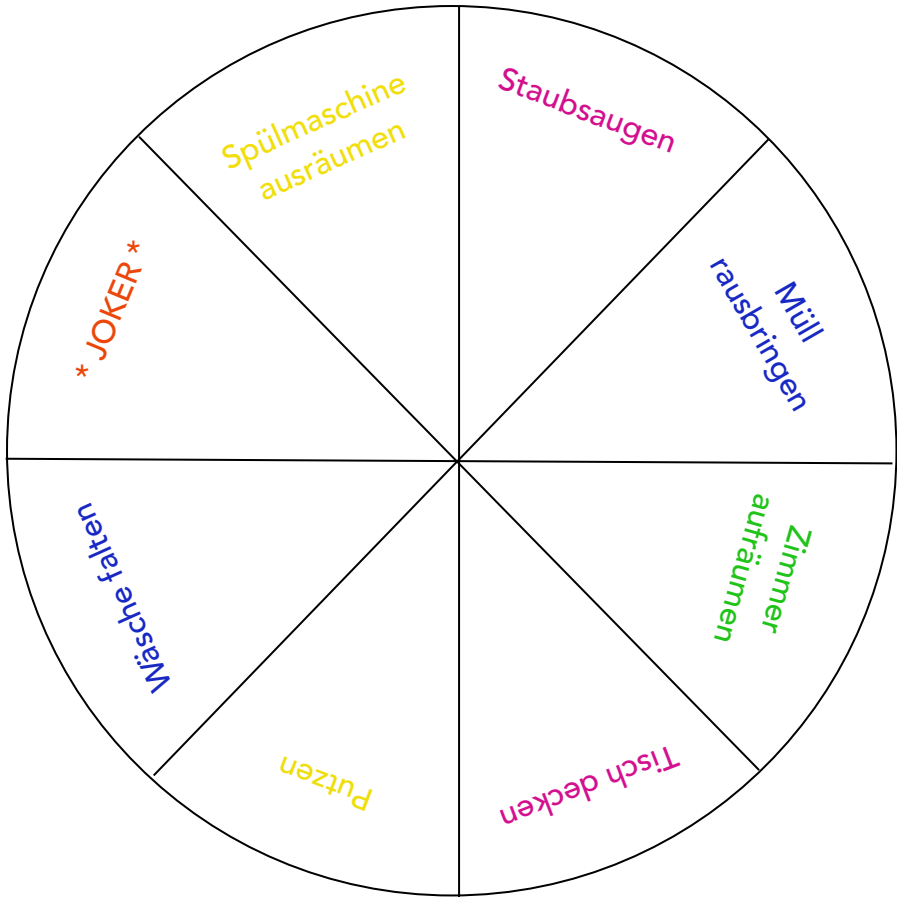 Staubsaugen
Müll
rausbringen
Zimmer
aufräumen
Tisch decken
Putzen
Wäsche falten
* JOKER *
Spülmaschine
ausräumen